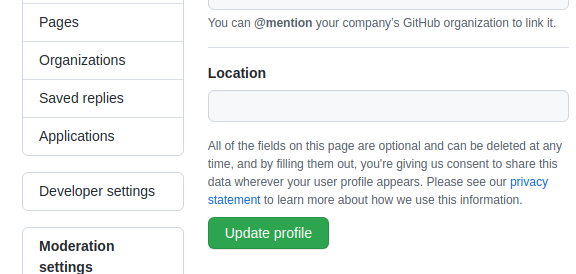 Pages
Organizations
Saved replies
Applications
Developer settings
Moderation
settings
You can @mention your company's GitHub organization to link it.
Location
All of the fields on this page are optional and can be deleted at any
time, and by filling them out, you're giving us consent to share this
data wherever your user profile appears. Please see our privacy
statement to learn more about how we use this information.
Update profile